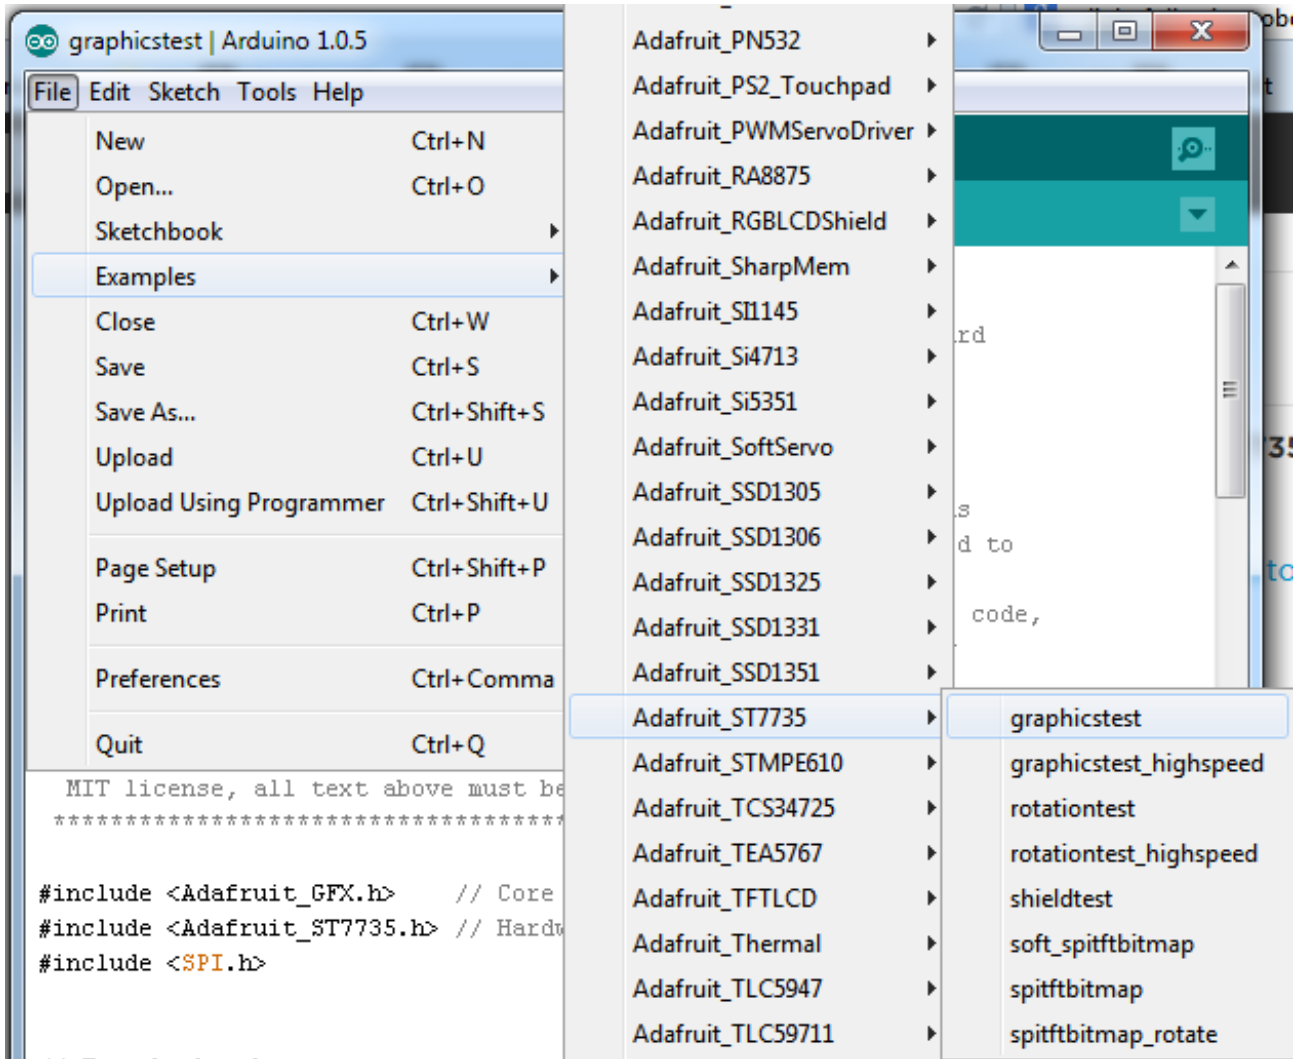 graphicstest | Arduino 1.0.5
File Edit Sketch Tools Help
New Ctrl+N
Open... Ctrl+O
Sketchbook
Examples
Close Ctrl+W
Save Ctrl+S
Save As... Ctrl+Shift+S
Upload Ctrl+U
Upload Using Programmer Ctrl+Shift+U
Page Setup Ctrl+Shift+P
Print Ctrl+P
Preferences Ctrl+Comma
Quit Ctrl+Q
Adafruit_PN532
Adafruit_PS2_Touchpad
Adafruit_PWMServoDriver
Adafruit_RA8875
Adafruit_RGBLCDShield
Adafruit_SharpMem
Adafruit_SI1145
Adafruit_Si4713
Adafruit_Si5351
Adafruit_SoftServo
Adafruit_SSD1305
Adafruit_SSD1306
Adafruit_SSD1325
Adafruit_SSD1331
Adafruit_SSD1351
Adafruit_ST7735
Adafruit_STMPE610
Adafruit_TCS34725
Adafruit_TEA5767
Adafruit_TFTLCD
Adafruit_Thermal
Adafruit_TLC5947
Adafruit_TLC59711
graphicstest
graphicstest_highspeed
rotationtest
rotationtest_highspeed
shieldtest
soft_spitftbitmap
spitftbitmap
spitftbitmap_rotate
rd
s
d to
code,
35
to
MIT license, all text above must be
************************************
#include <Adafruit_GFX.h> // Core
#include <Adafruit_ST7735.h> // Hardw
#include <SPI.h>